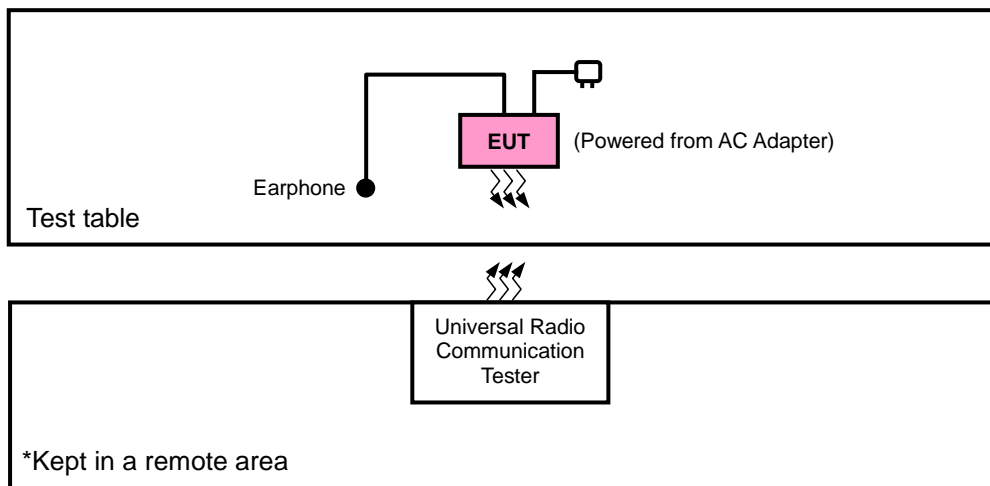 EUT
(Powered from AC Adapter)
Earphone
Test table
Universal Radio
Communication
Tester
*Kept in a remote area